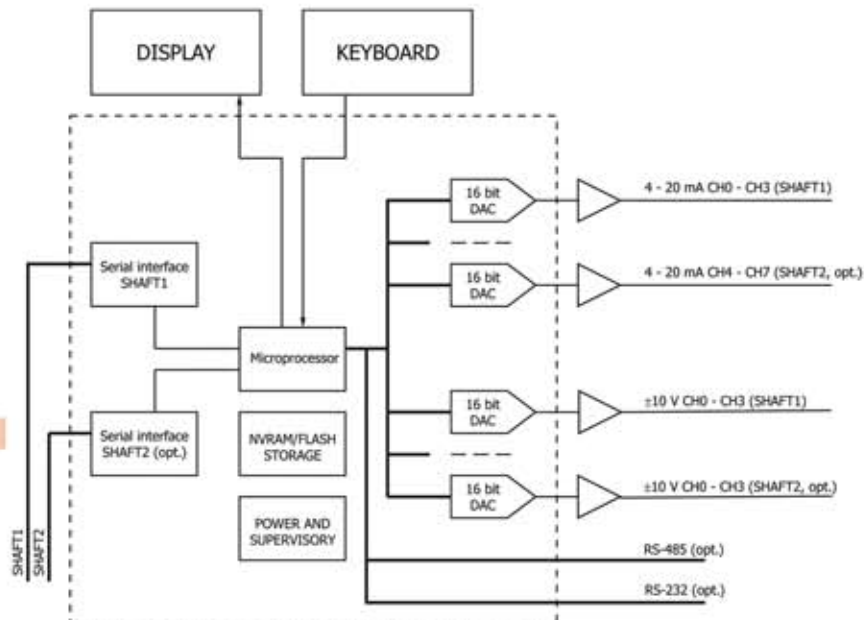 DISPLAY
KEYBOARD
16 bit
DAC
4 - 20 mA CH0 - CH3 (SHAFT1)
Serial interface
SHAFT1
16 bit
DAC
4 - 20 mA CH4 - CH7 (SHAFT2, opt.)
Microprocessor
16 bit
DAC
±10 V CH0 - CH3 (SHAFT1)
Serial interface
SHAFT2 (opt.)
NVRAM/FLASH
STORAGE
16 bit
DAC
±10 V CH0 - CH3 (SHAFT2, opt.)
POWER AND
SUPERVISORY
SHAFT1
SHAFT2
RS-485 (opt.)
RS-232 (opt.)